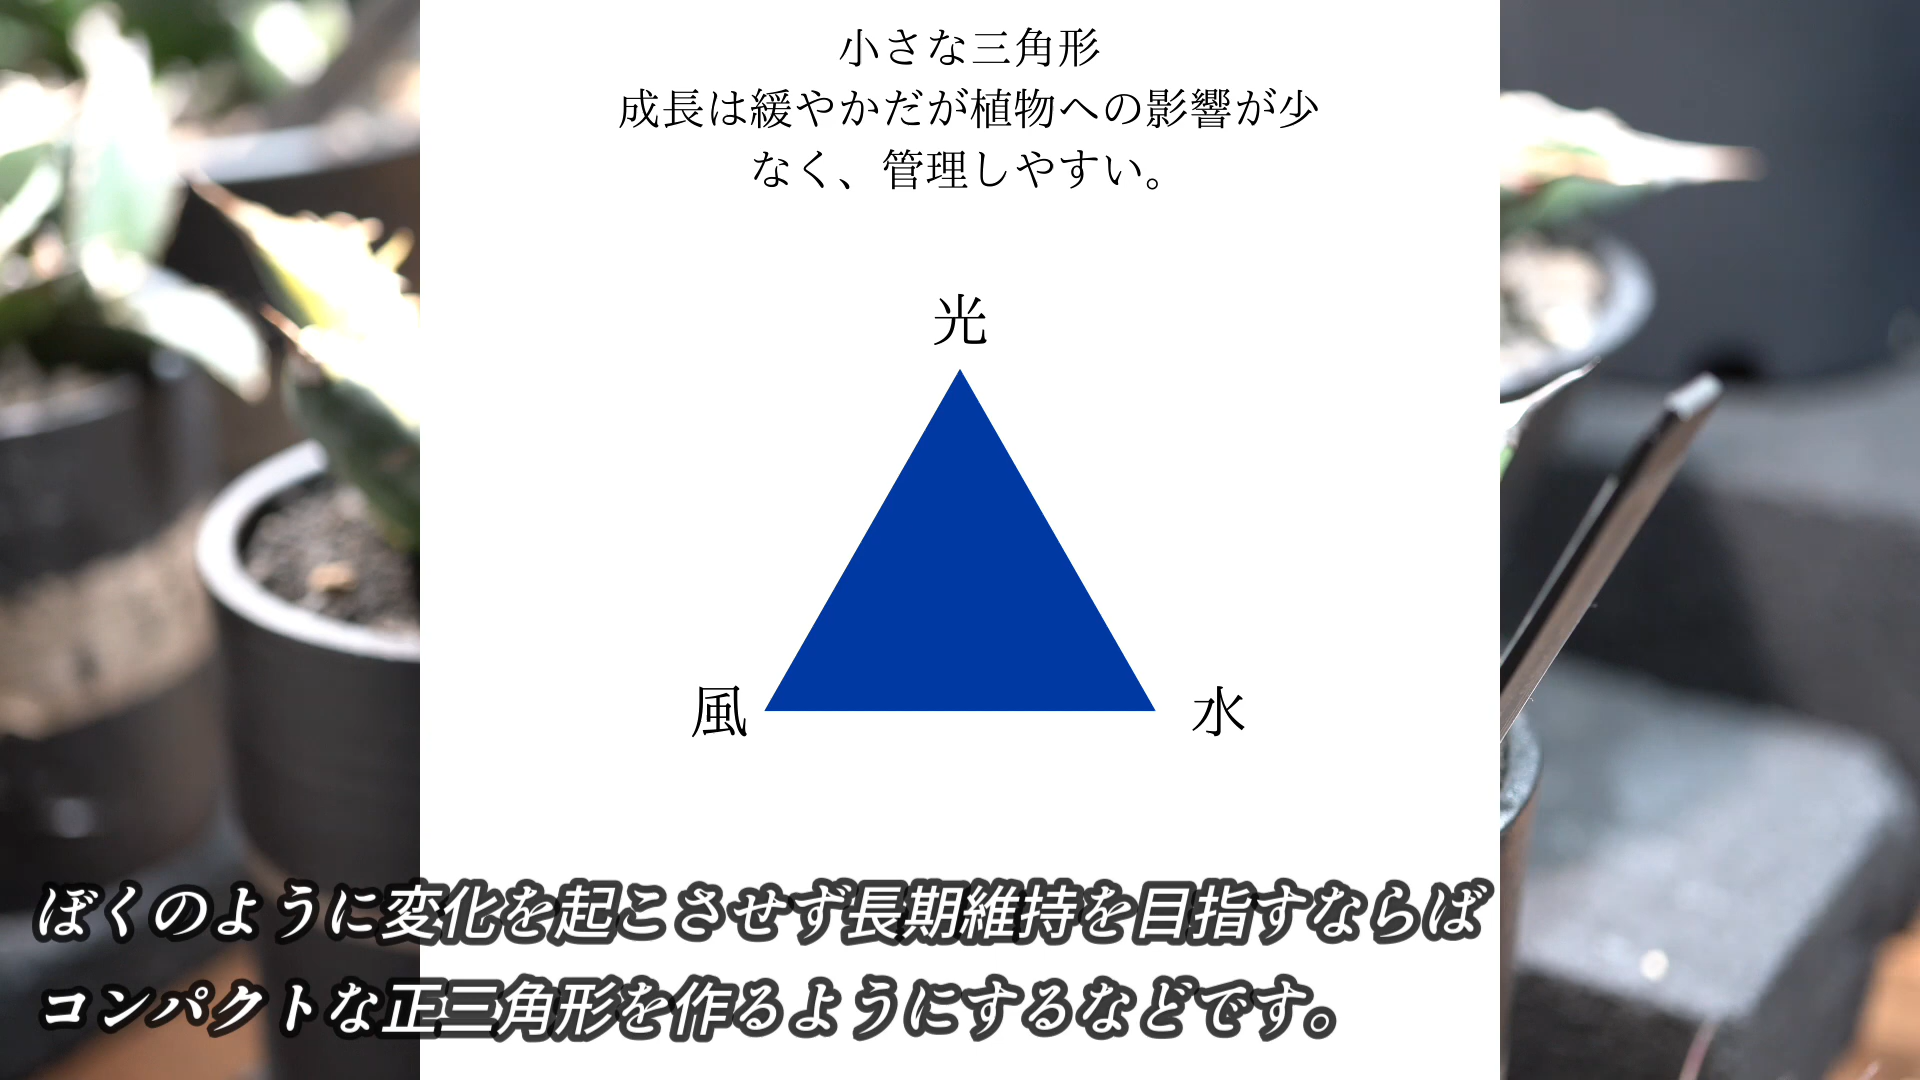 小さな三角形
成長は緩やかだが植物への影響が少
なく、管理しやすい。
光
風
水
ぼくのように変化を起こさせず長期維持を目指すならば
コンパクトな正三角形を作るようにするなどです。